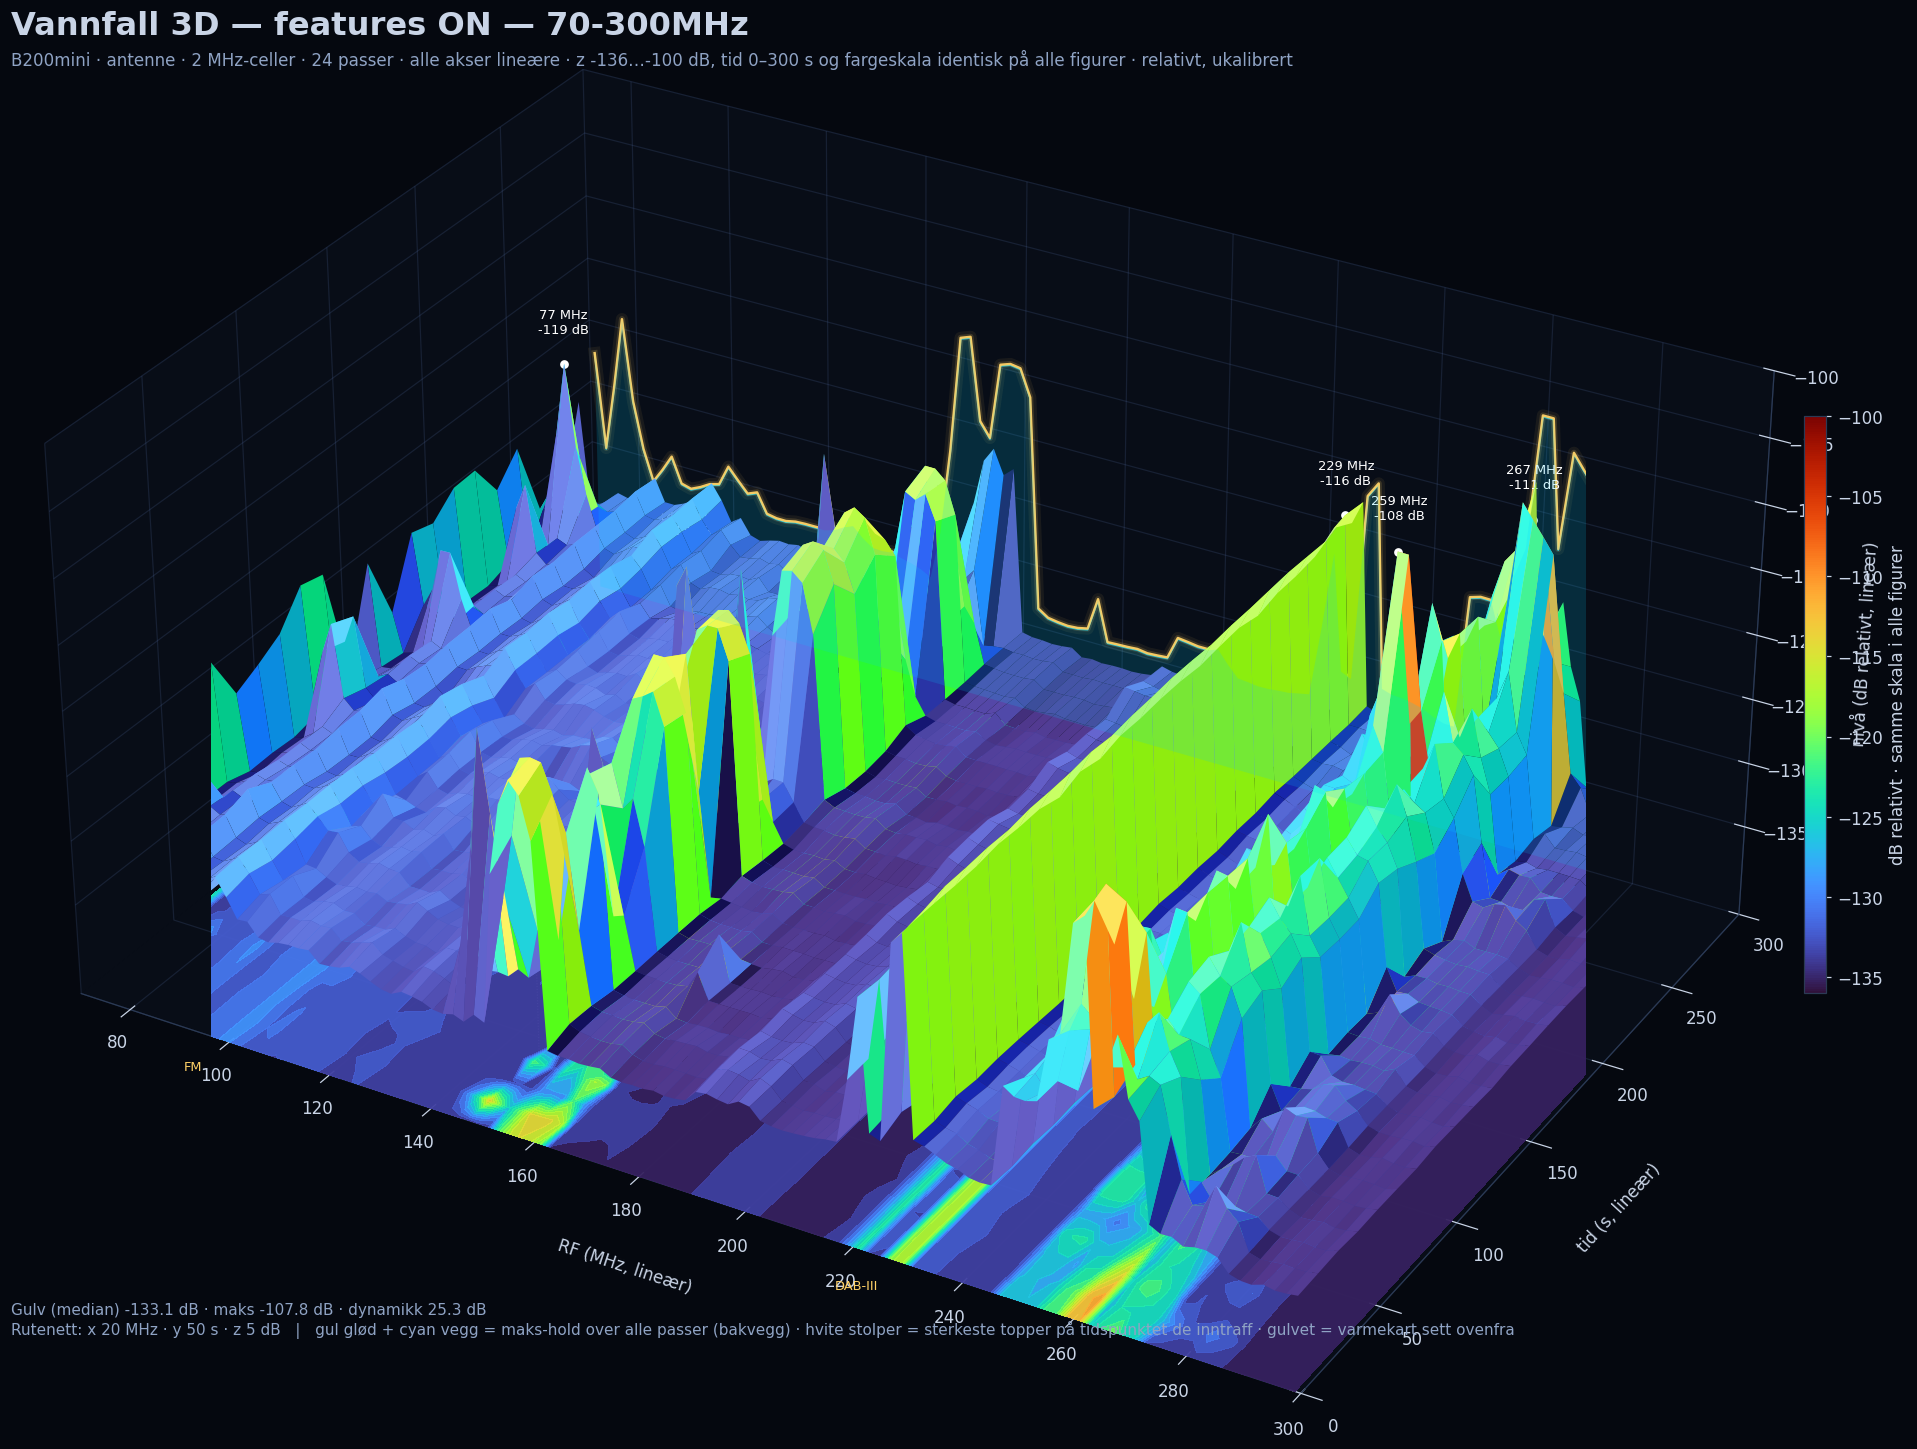 Vannfall 3D — features ON — 70-300MHz
B200mini · antenne · 2 MHz-celler · 24 passer · alle akser lineære · z -136…-100 dB, tid 0–300 s og fargeskala identisk på alle figurer · relativt, ukalibrert
77 MHz
-119 dB
229 MHz
-116 dB
259 MHz
-108 dB
267 MHz
-111 dB
−100
−135
nivå (dB relativt, lineær)
−100
−105
−110
−115
−120
−125
−130
−135
dB relativt · samme skala i alle figurer
80
100
120
140
160
180
200
220
240
260
280
300
FM
DAB-III
RF (MHz, lineær)
0
50
100
150
200
250
300
tid (s, lineær)
Gulv (median) -133.1 dB · maks -107.8 dB · dynamikk 25.3 dB
Rutenett: x 20 MHz · y 50 s · z 5 dB | gul glød + cyan vegg = maks-hold over alle passer (bakvegg) · hvite stolper = sterkeste topper på tidspunktet de inntraff · gulvet = varmekart sett ovenfra